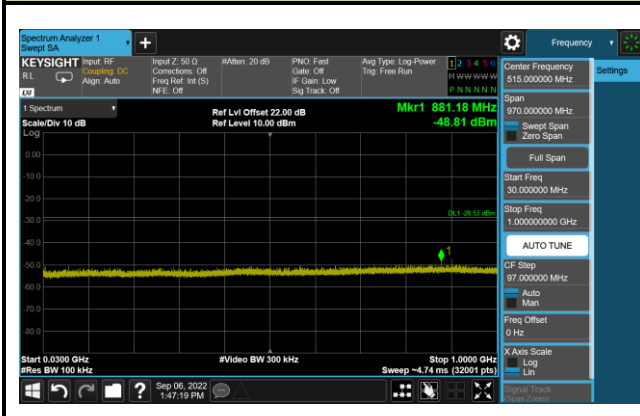 Spectrum Analyzer 1
Swept SA
+
Frequency
KEYSIGHT
RL
LXI
Input: RF
Coupling: DC
Align: Auto
Input Z: 50 Ω
Corrections: Off
Freq Ref: Int (S)
NFE: Off
#Atten: 20 dB
PNO: Fast
Gate: Off
IF Gain: Low
Sig Track: Off
Avg Type: Log-Power
Trig: Free Run
1 2 3 4 5 6
M W W W W W
P N N N N N
1 Spectrum
Scale/Div 10 dB
Log
Ref Lvl Offset 22.00 dB
Ref Level 10.00 dBm
Mkr1 881.18 MHz
-48.81 dBm
0.00
-10.0
-20.0
-30.0
-40.0
-50.0
-60.0
-70.0
-80.0
DL1 -26.53 dBm
1
Start 0.0300 GHz
#Res BW 100 kHz
#Video BW 300 kHz
Stop 1.0000 GHz
Sweep ~4.74 ms (32001 pts)
Center Frequency
515.000000 MHz
Settings
Span
970.000000 MHz
Swept Span
Zero Span
Full Span
Start Freq
30.000000 MHz
Stop Freq
1.000000000 GHz
AUTO TUNE
CF Step
97.000000 MHz
Auto
Man
Freq Offset
0 Hz
X Axis Scale
Log
Lin
Signal Track
(Span Zoom)
?
Sep 06, 2022
1:47:19 PM